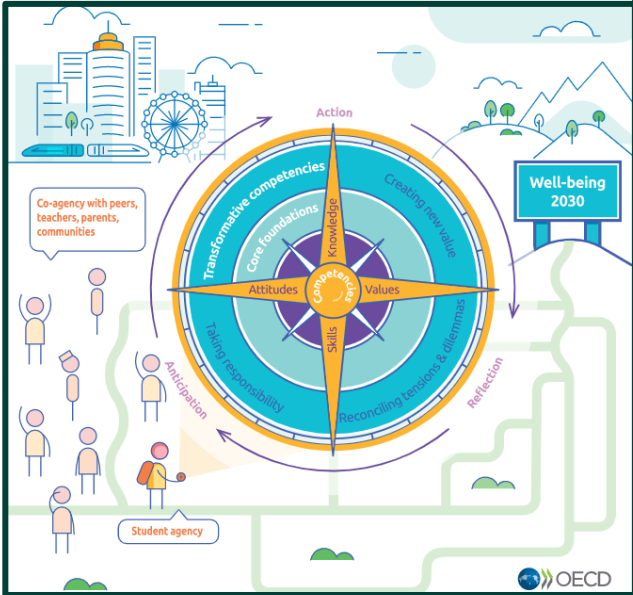 Action
Well-being
2030
Co-agency with peers,
teachers, parents,
communities
Transformative competencies
Creating new value
Core foundations
Knowledge
Attitudes
Competencies
Values
Skills
Taking responsibility
Reconciling tensions & dilemmas
Anticipation
Reflection
Student agency
OECD